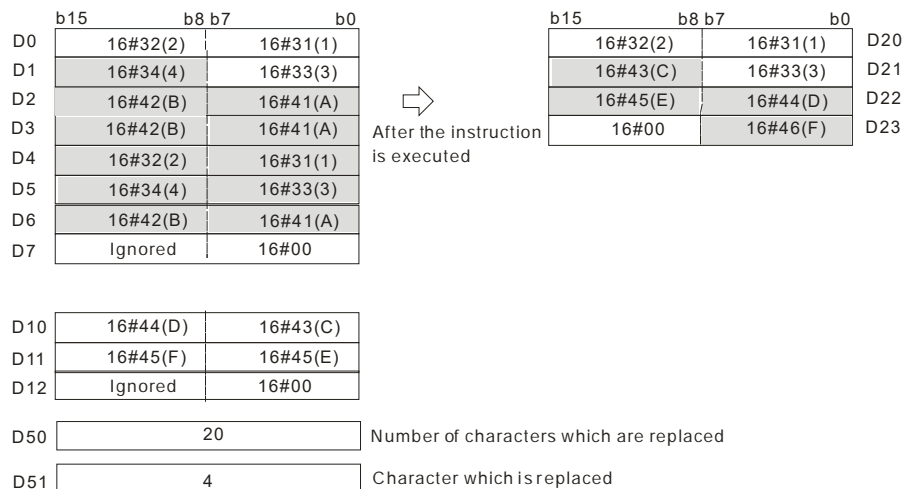 b15 b8 b7 b0
D0 16#32(2) 16#31(1)
D1 16#34(4) 16#33(3)
D2 16#42(B) 16#41(A)
D3 16#42(B) 16#41(A)
D4 16#32(2) 16#31(1)
D5 16#34(4) 16#33(3)
D6 16#42(B) 16#41(A)
D7 Ignored 16#00
After the instruction
is executed
b15 b8 b7 b0
16#32(2) 16#31(1) D20
16#43(C) 16#33(3) D21
16#45(E) 16#44(D) D22
16#00 16#46(F) D23
D10 16#44(D) 16#43(C)
D11 16#45(F) 16#45(E)
D12 Ignored 16#00
D50 20 Number of characters which are replaced
D51 4 Character which is replaced